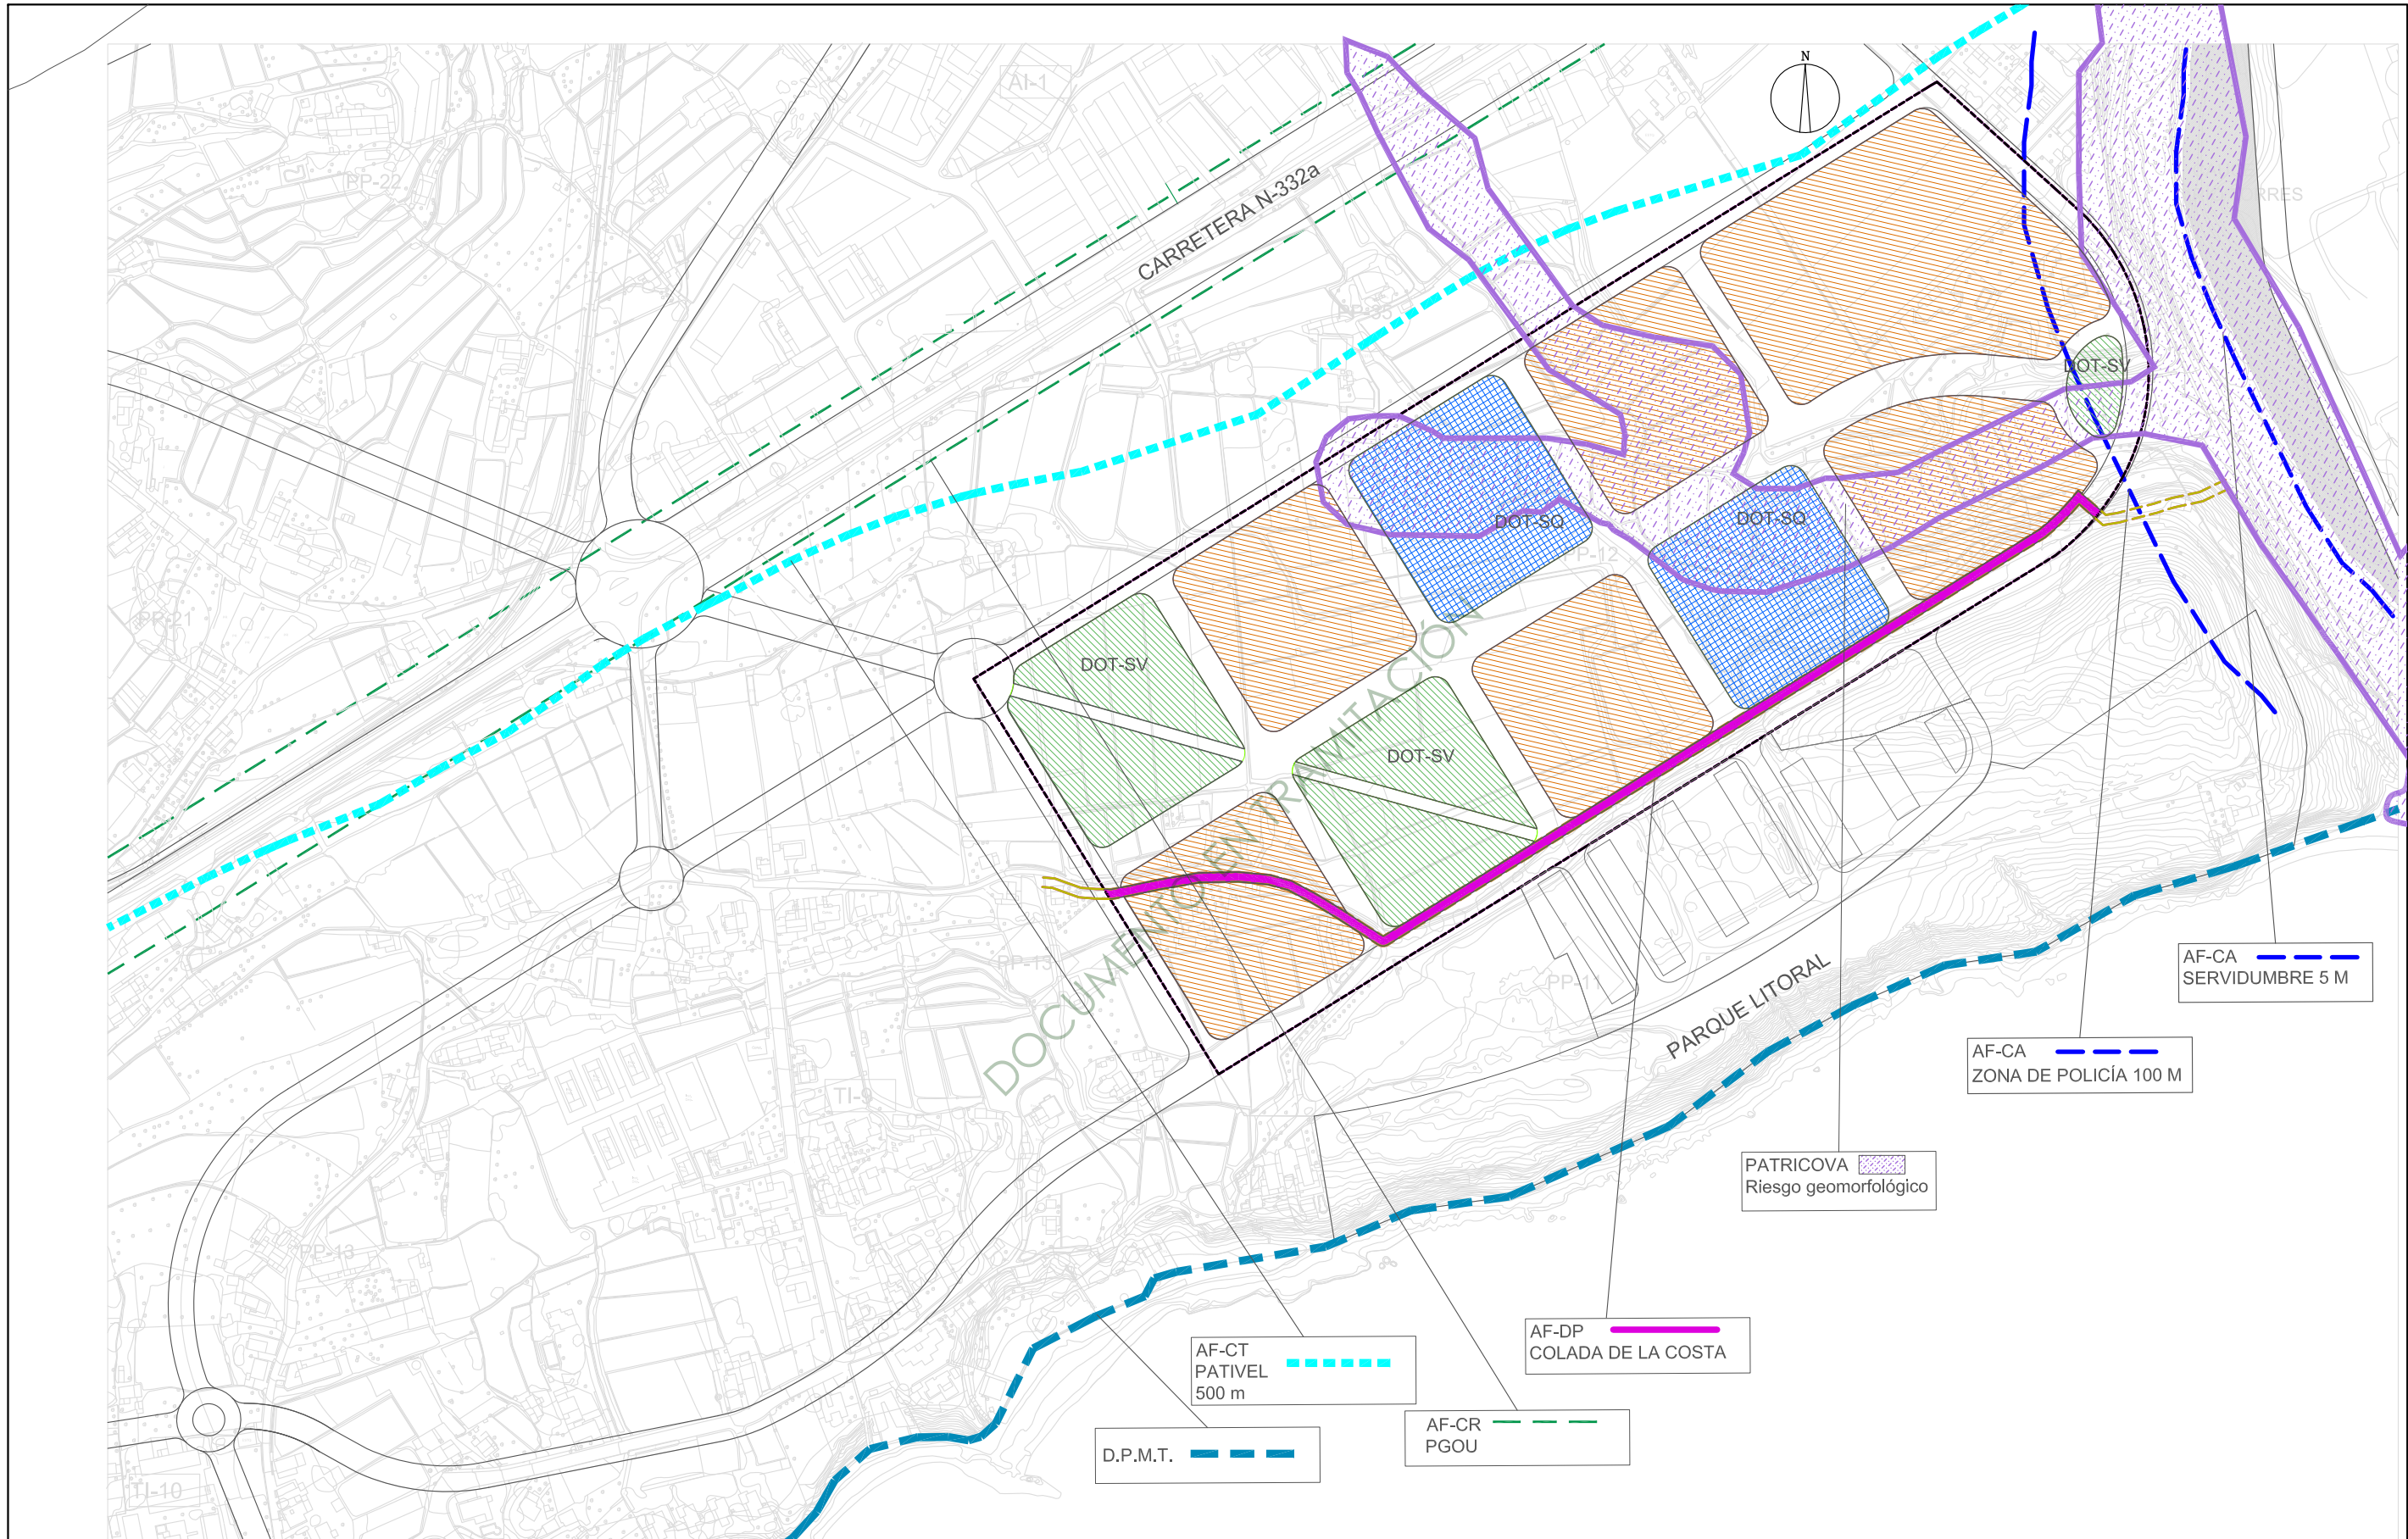 N
AI-1
PP-22
RRES
CARRETERA N-332a
PP-33
DOT-SV
DOT-SQ
DOT-SQ
PP-12
PP-21
DOT-SV
DOT-SV
DOCUMENTO EN TRAMITACIÓN
PP-13
PP-11
PARQUE LITORAL
AF-CA
SERVIDUMBRE 5 M
AF-CA
ZONA DE POLICÍA 100 M
TI-9
PATRICOVA
Riesgo geomorfológico
PP-13
AF-DP
COLADA DE LA COSTA
AF-CT
PATIVEL
500 m
AF-CR
PGOU
D.P.M.T.
TI-10